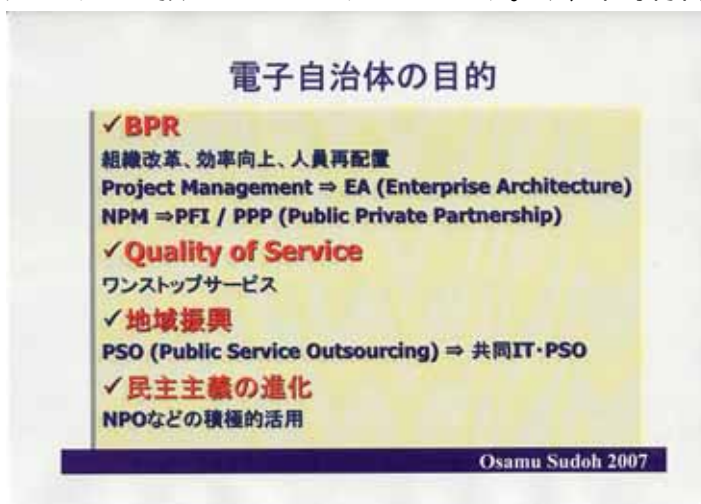 電子自治体の目的
✓BPR
組織改革、効率向上、人員再配置
Project Management ⇒ EA (Enterprise Architecture)
NPM ⇒PFI / PPP (Public Private Partnership)
✓Quality of Service
ワンストップサービス
✓地域振興
PSO (Public Service Outsourcing) ⇒ 共同IT・PSO
✓民主主義の進化
NPOなどの積極的活用
Osamu Sudoh 2007